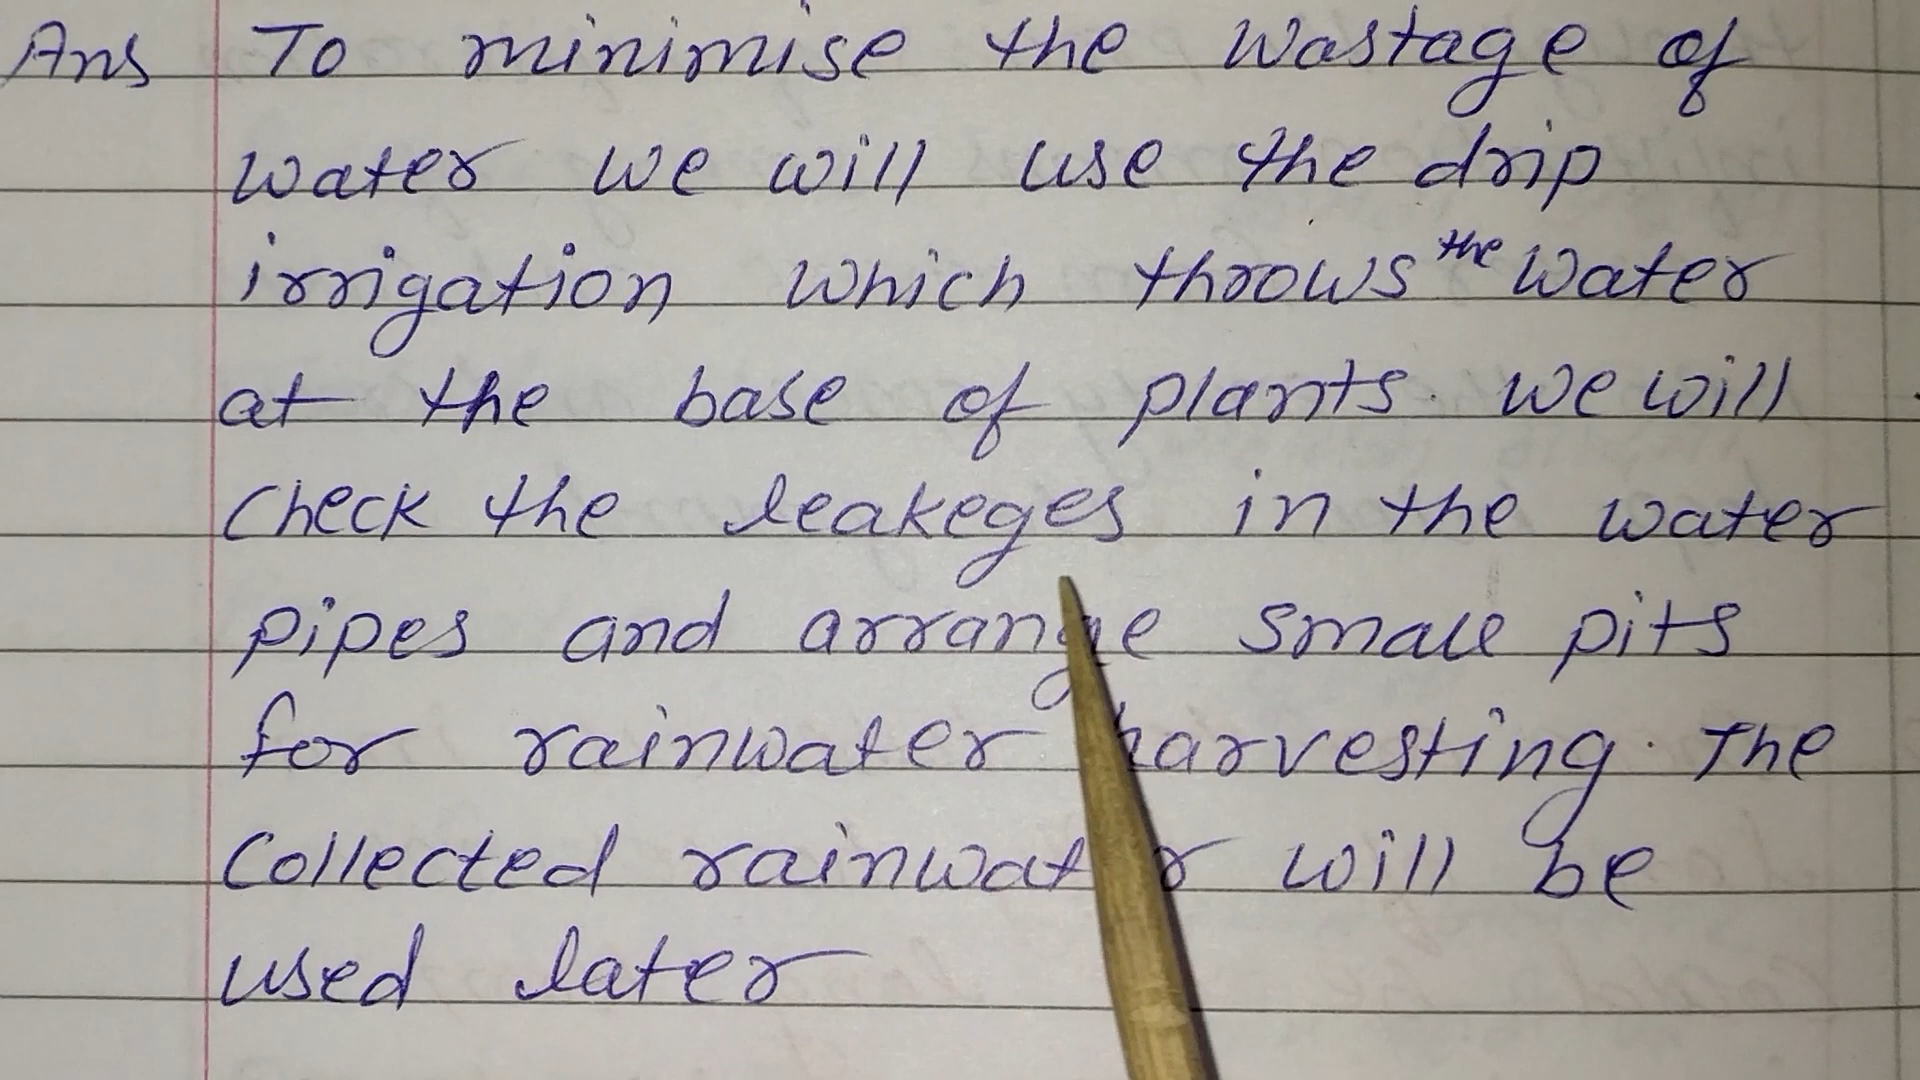 Ans To minimise the wastage of
water we will use the drip
irrigation which throws the water
at the base of plants. we will
check the leakeges in the water
pipes and arrange small pits
for rainwater harvesting. The
collected rainwater will be
used later